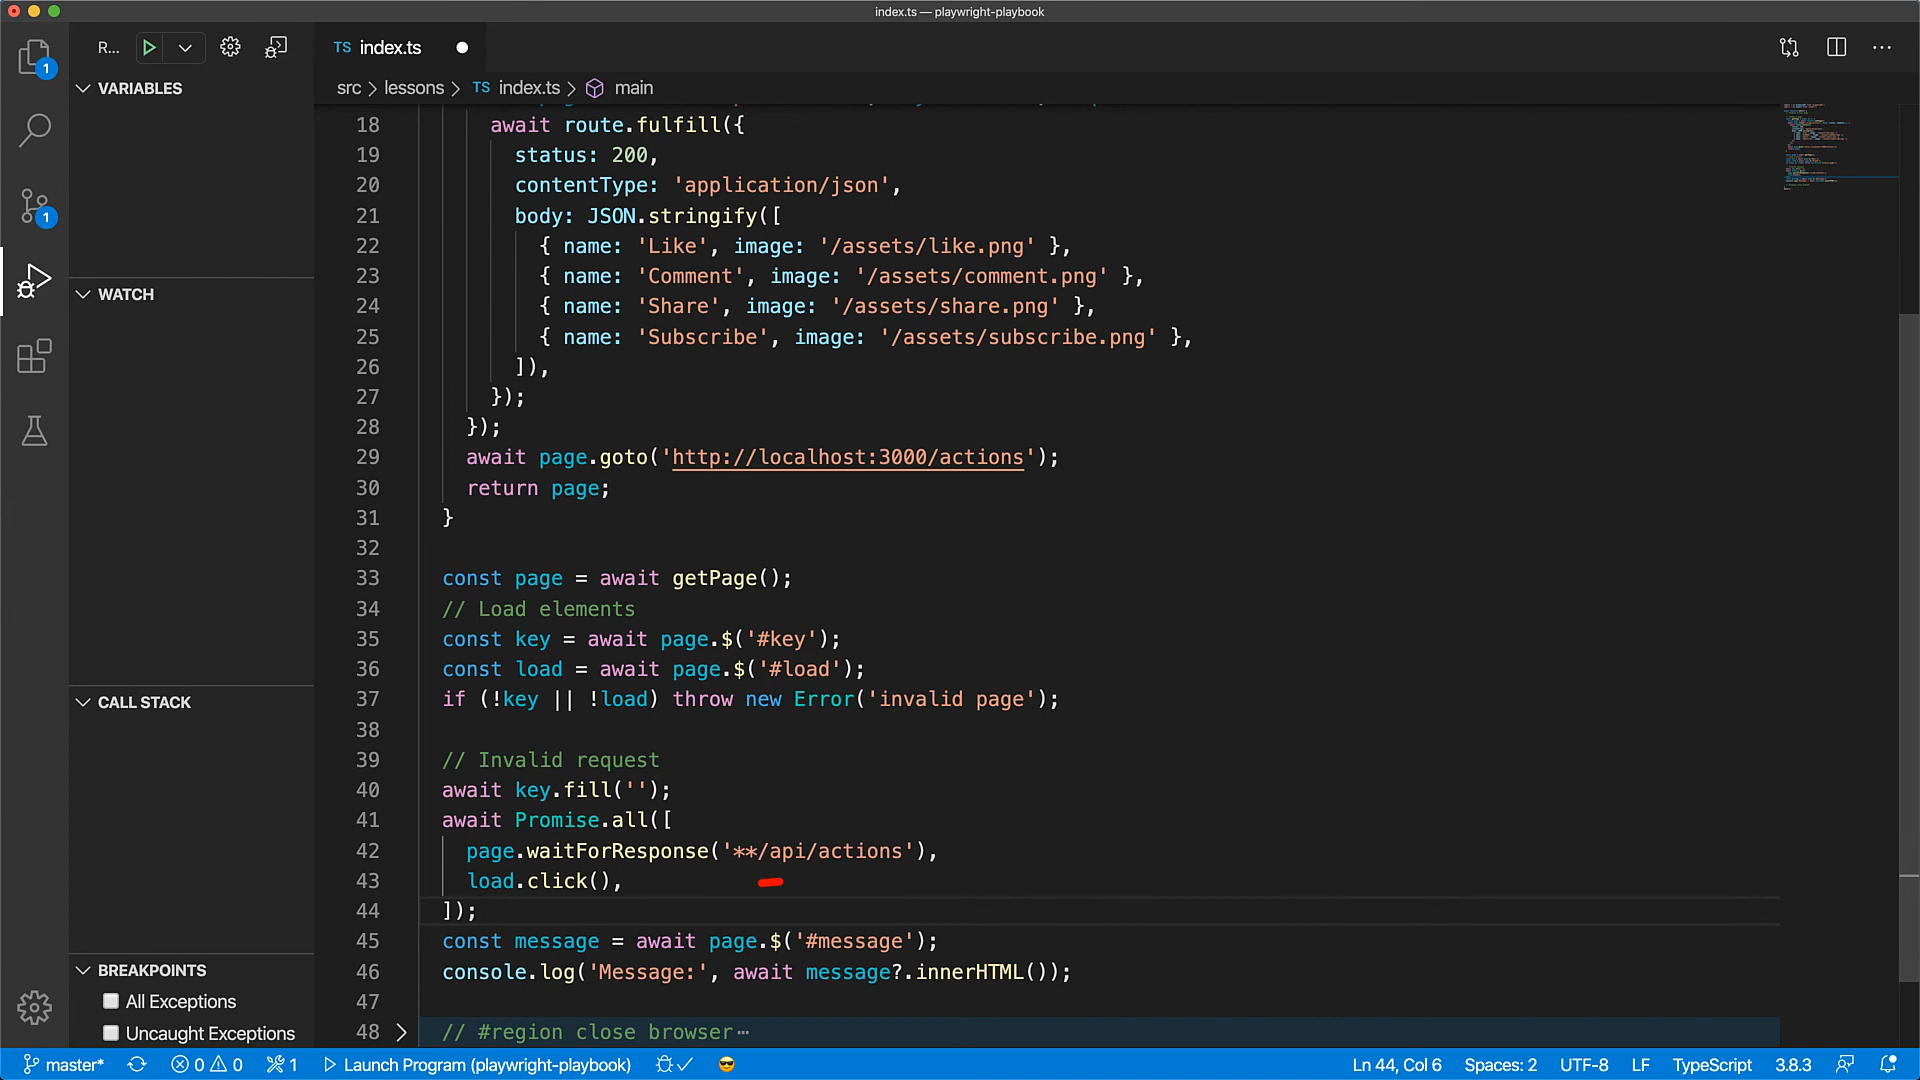 index.ts — playwright-playbook
R...
TS index.ts
src > lessons > TS index.ts > main
VARIABLES
WATCH
CALL STACK
BREAKPOINTS
All Exceptions
Uncaught Exceptions
1
1
18 await route.fulfill({
19 status: 200,
20 contentType: 'application/json',
21 body: JSON.stringify([
22 { name: 'Like', image: '/assets/like.png' },
23 { name: 'Comment', image: '/assets/comment.png' },
24 { name: 'Share', image: '/assets/share.png' },
25 { name: 'Subscribe', image: '/assets/subscribe.png' },
26 ]),
27 });
28 });
29 await page.goto('http://localhost:3000/actions');
30 return page;
31 }
32
33 const page = await getPage();
34 // Load elements
35 const key = await page.$('#key');
36 const load = await page.$('#load');
37 if (!key || !load) throw new Error('invalid page');
38
39 // Invalid request
40 await key.fill('');
41 await Promise.all([
42 page.waitForResponse('**/api/actions'),
43 load.click(),
44 ]);
45 const message = await page.$('#message');
46 console.log('Message:', await message?.innerHTML());
47
48 // #region close browser⋯
master* 0 0 1 Launch Program (playwright-playbook) Ln 44, Col 6 Spaces: 2 UTF-8 LF TypeScript 3.8.3